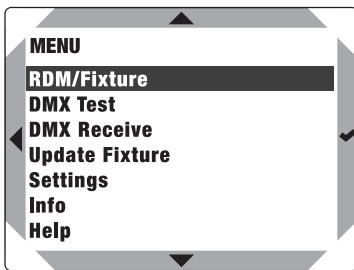 MENU
RDM/Fixture
DMX Test
DMX Receive
Update Fixture
Settings
Info
Help